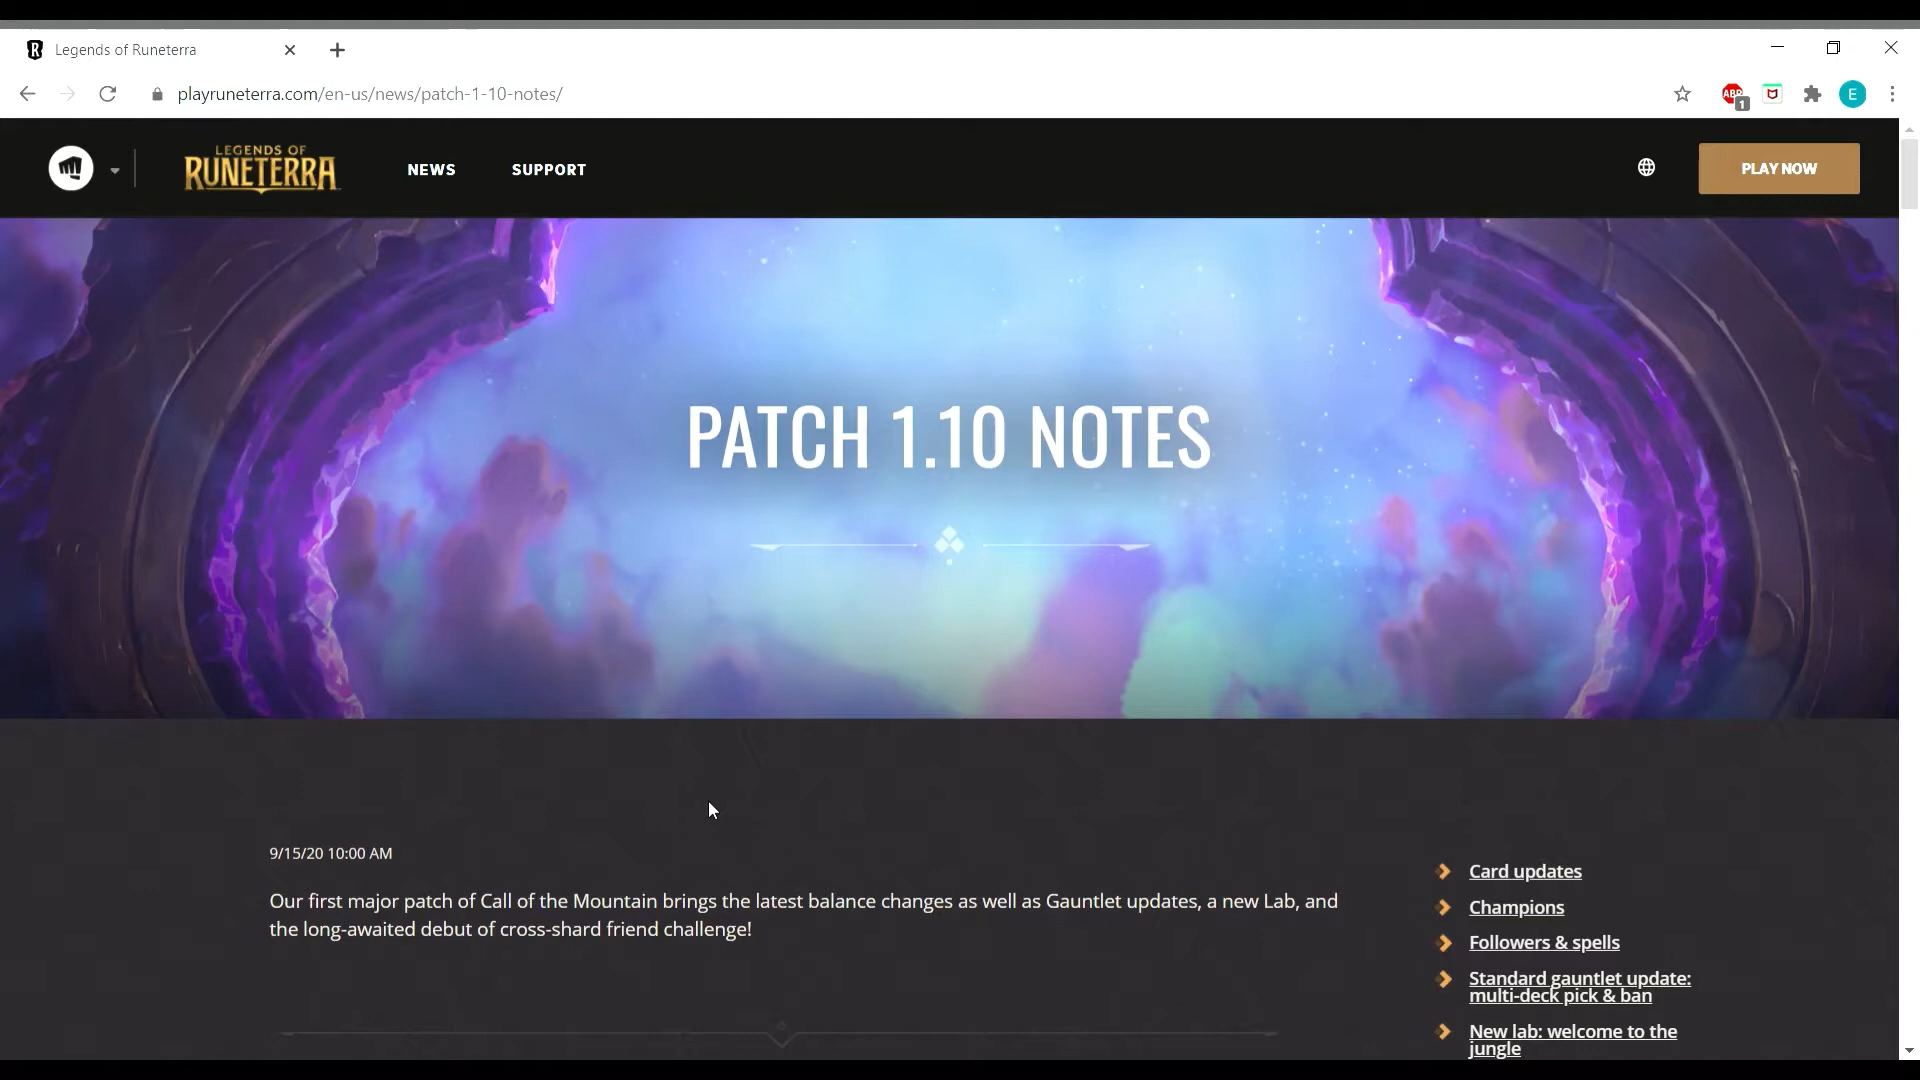 Legends of Runeterra
playruneterra.com/en-us/news/patch-1-10-notes/
ABP
1
E
LEGENDS OF
RUNETERRA
NEWS
SUPPORT
PLAY NOW
PATCH 1.10 NOTES
9/15/20 10:00 AM
Our first major patch of Call of the Mountain brings the latest balance changes as well as Gauntlet updates, a new Lab, and
the long-awaited debut of cross-shard friend challenge!
Card updates
Champions
Followers & spells
Standard gauntlet update:
multi-deck pick & ban
New lab: welcome to the
jungle